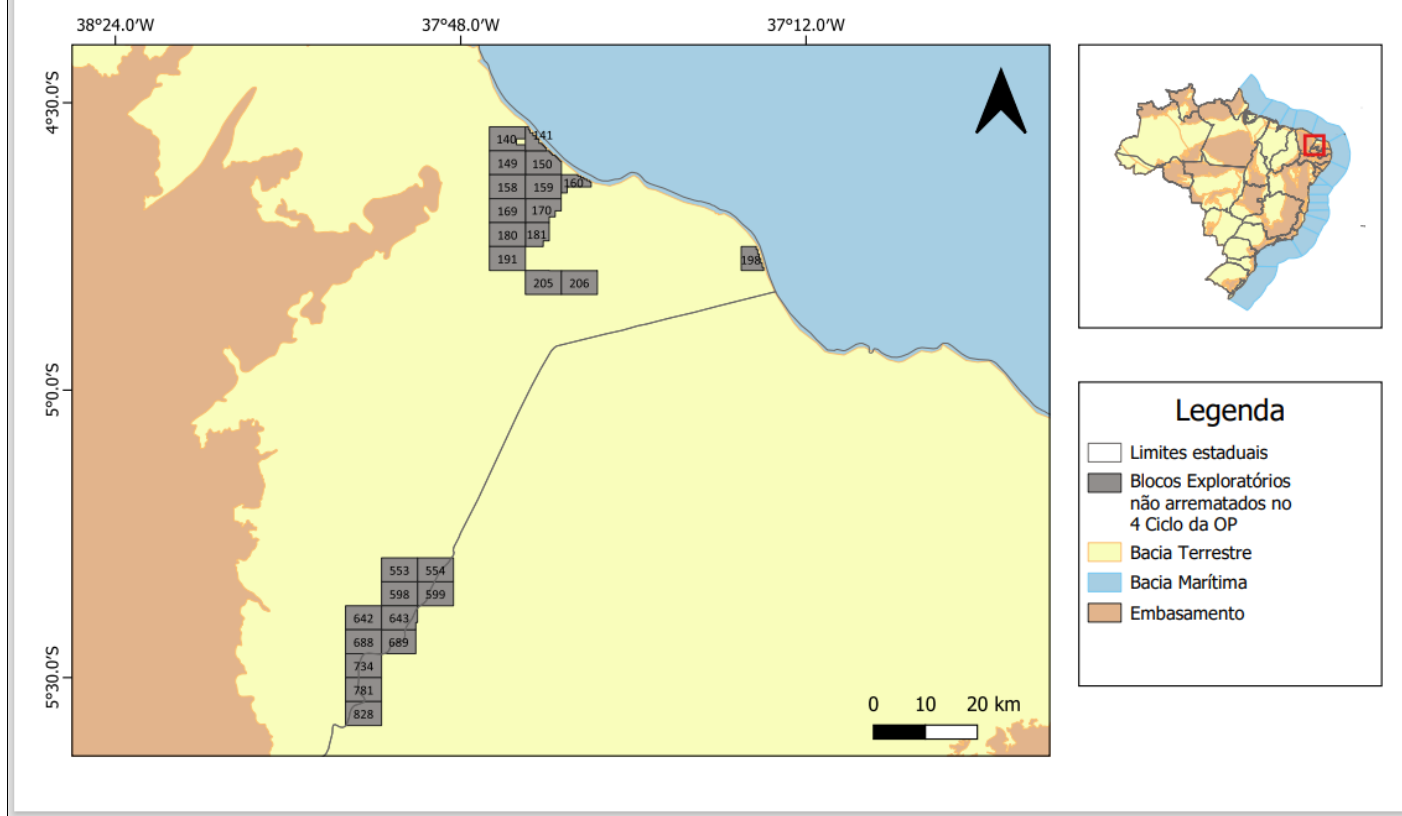 38°24.0'W 37°48.0'W 37°12.0'W
4°30.0'S
5°0.0'S
5°30.0'S
140 141
149 150
158 159 160
169 170
180 181
191 198
205 206
553 554
598 599
642 643
688 689
734
781
828
0 10 20 km
Legenda
Limites estaduais
Blocos Exploratórios
não arrematados no
4 Ciclo da OP
Bacia Terrestre
Bacia Marítima
Embasamento